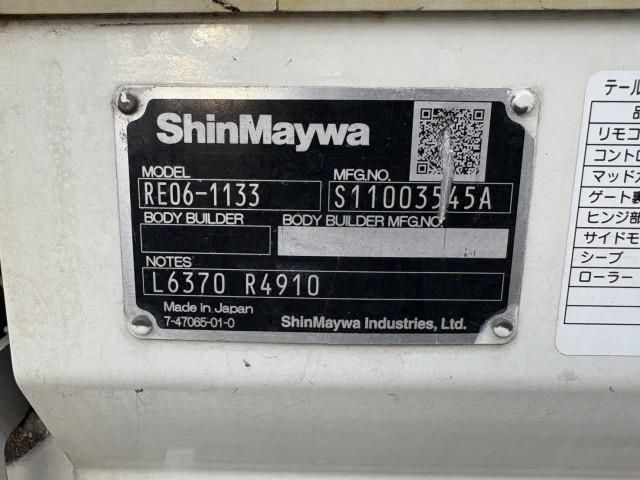 ShinMaywa
MODEL
MFG.NO.
RE06-1133
S11003545A
BODY BUILDER
BODY BUILDER MFG.NO.
NOTES
L6370 R4910
Made in Japan
7-47065-01-0
ShinMaywa Industries, Ltd.
テール
リモコ
コントロ
マッドガ
ゲート裏
ヒンジ部
サイドモ
シーブ
ローラー